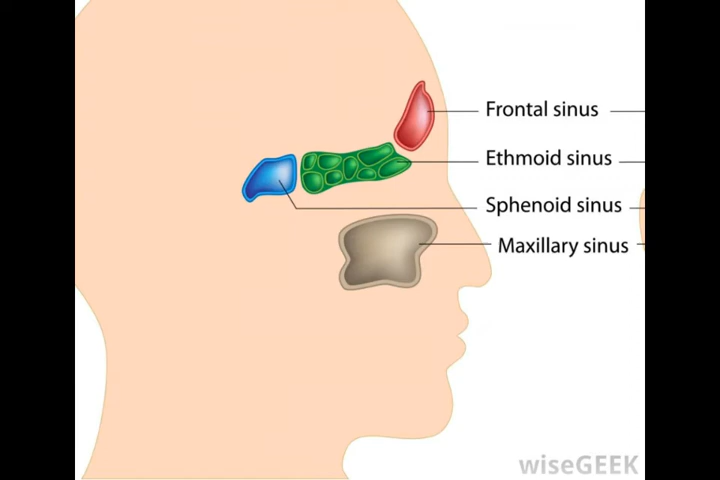 Frontal sinus
Ethmoid sinus
Sphenoid sinus
Maxillary sinus
wiseGEEK